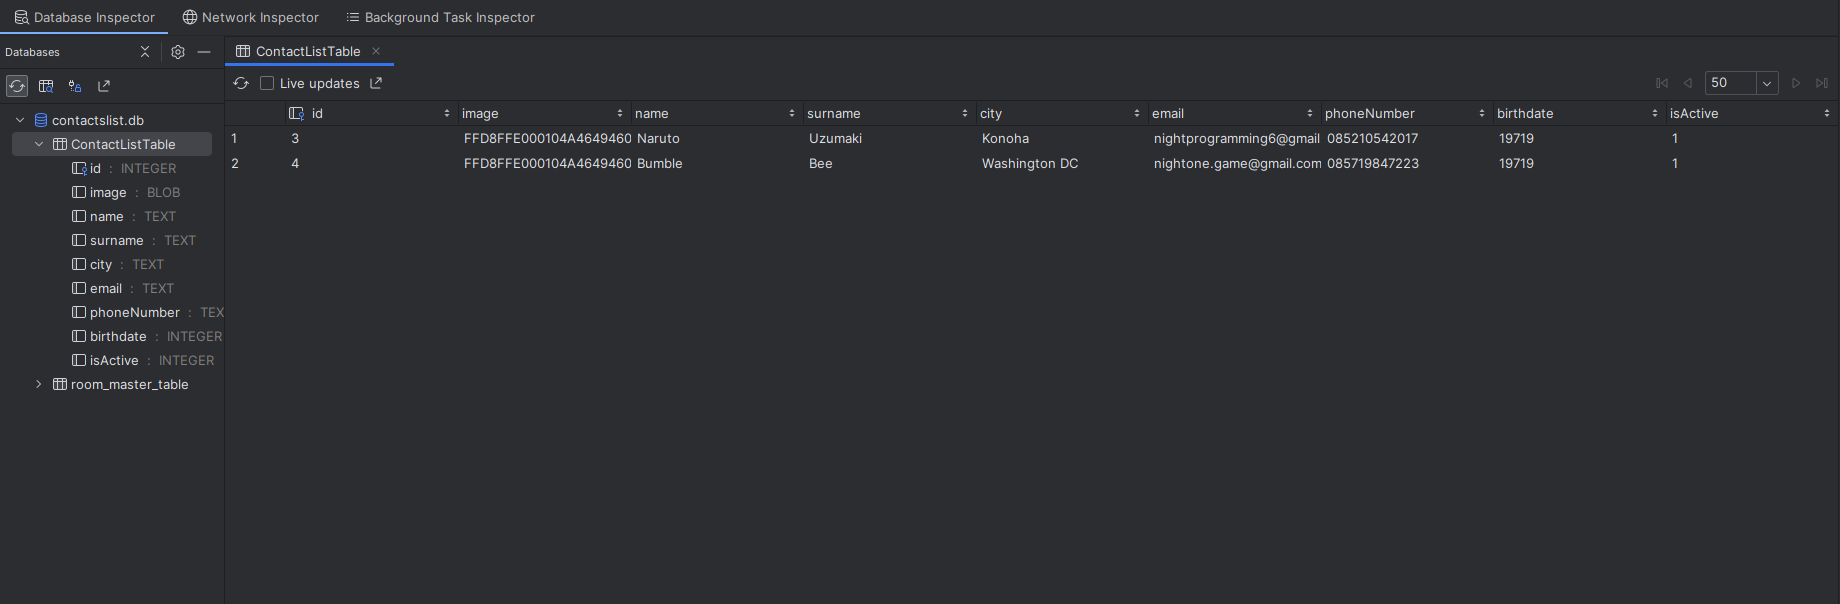 Database Inspector Network Inspector Background Task Inspector
Databases
ContactListTable
Live updates 50
contactslist.db
ContactListTable
id : INTEGER
image : BLOB
name : TEXT
surname : TEXT
city : TEXT
email : TEXT
phoneNumber : TEX
birthdate : INTEGER
isActive : INTEGER
room_master_table
id image name surname city email phoneNumber birthdate isActive
1 3 FFD8FFE000104A4649460 Naruto Uzumaki Konoha nightprogramming6@gmail 085210542017 19719 1
2 4 FFD8FFE000104A4649460 Bumble Bee Washington DC nightone.game@gmail.com 085719847223 19719 1